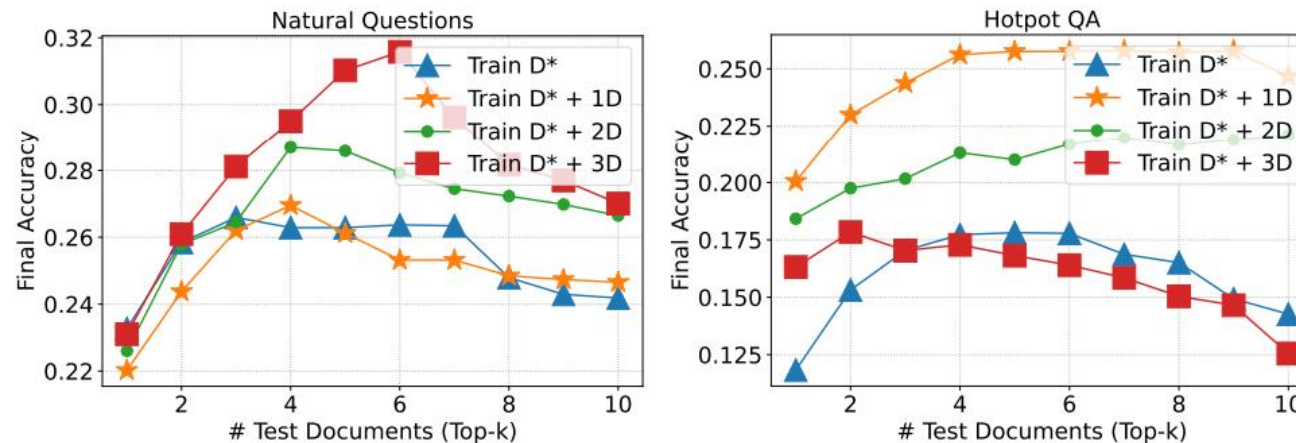 Natural Questions
Final Accuracy
0.32
0.30
0.28
0.26
0.24
0.22
Train D*
Train D* + 1D
Train D* + 2D
Train D* + 3D
2 4 6 8 10
# Test Documents (Top-k)
Hotpot QA
Final Accuracy
0.250
0.225
0.200
0.175
0.150
0.125
Train D*
Train D* + 1D
Train D* + 2D
Train D* + 3D
2 4 6 8 10
# Test Documents (Top-k)